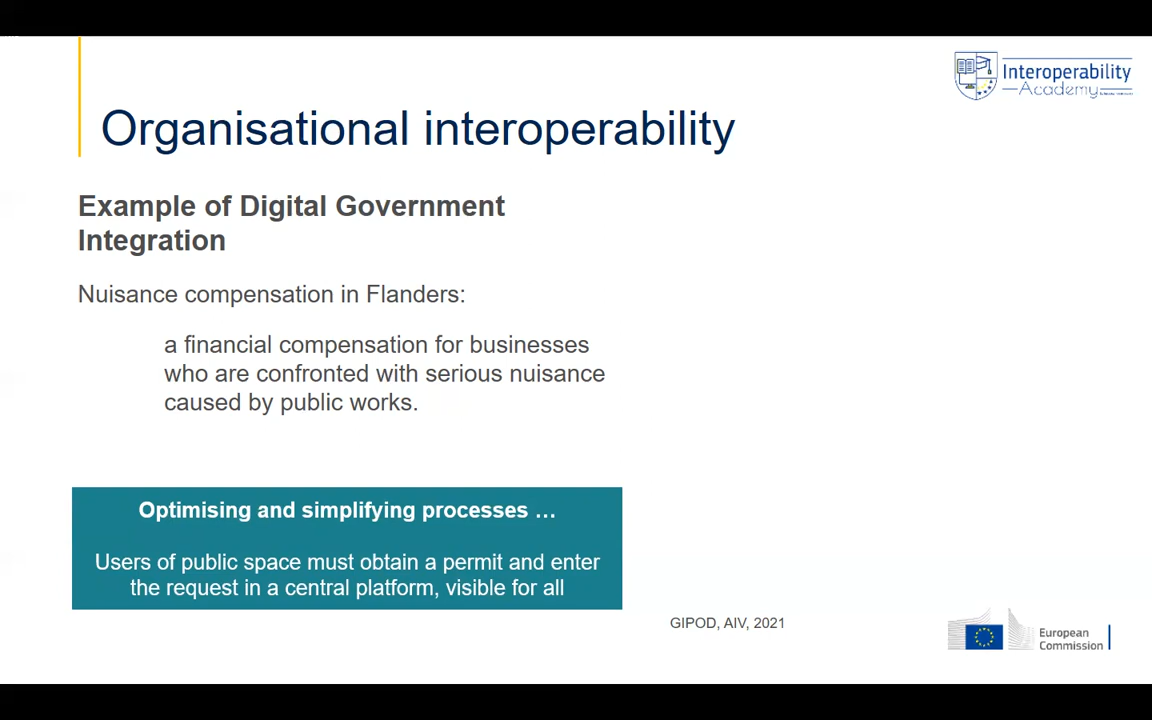 Interoperability
Academy
Organisational interoperability
Example of Digital Government
Integration
Nuisance compensation in Flanders:
a financial compensation for businesses
who are confronted with serious nuisance
caused by public works.
Optimising and simplifying processes …
Users of public space must obtain a permit and enter
the request in a central platform, visible for all
GIPOD, AIV, 2021
European
Commission